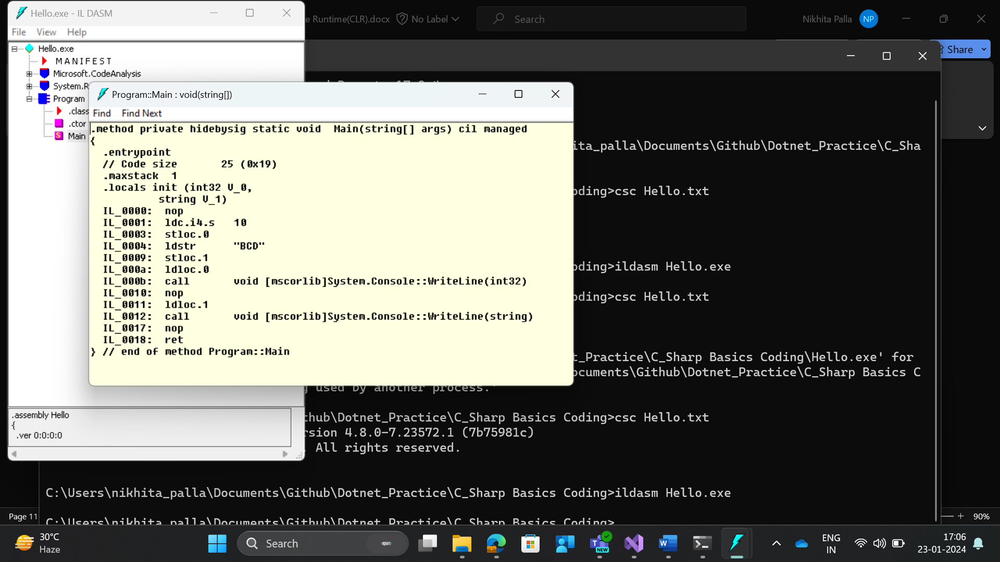 Hello.exe - IL DASM
File View Help
Hello.exe
M A N I F E S T
Microsoft.CodeAnalysis
System.R
Program
.class
.ctor
Main
.assembly Hello
{
.ver 0:0:0:0
Program::Main : void(string[])
Find Find Next
.method private hidebysig static void  Main(string[] args) cil managed
{
.entrypoint
// Code size       25 (0x19)
.maxstack  1
.locals init (int32 V_0,
string V_1)
IL_0000:  nop
IL_0001:  ldc.i4.s   10
IL_0003:  stloc.0
IL_0004:  ldstr      "BCD"
IL_0009:  stloc.1
IL_000a:  ldloc.0
IL_000b:  call       void [mscorlib]System.Console::WriteLine(int32)
IL_0010:  nop
IL_0011:  ldloc.1
IL_0012:  call       void [mscorlib]System.Console::WriteLine(string)
IL_0017:  nop
IL_0018:  ret
} // end of method Program::Main
e Runtime(CLR).docx No Label
Search
Nikhita Palla NP
Share
ita_palla\Documents\Github\Dotnet_Practice\C_Sha
oding>csc Hello.txt
oding>ildasm Hello.exe
oding>csc Hello.txt
t_Practice\C_Sharp Basics Coding\Hello.exe' for
ocuments\Github\Dotnet_Practice\C_Sharp Basics C
used by another process.'
thub\Dotnet_Practice\C_Sharp Basics Coding>csc Hello.txt
rsion 4.8.0-7.23572.1 (7b75981c)
. All rights reserved.
C:\Users\nikhita_palla\Documents\Github\Dotnet_Practice\C_Sharp Basics Coding>ildasm Hello.exe
C:\Users\nikhita_palla\Documents\Github\Dotnet_Practice\C_Sharp Basics Coding>
Page 11
90%
30°C
Haze
Search
epam
NEW
ENG
IN
17:06
23-01-2024